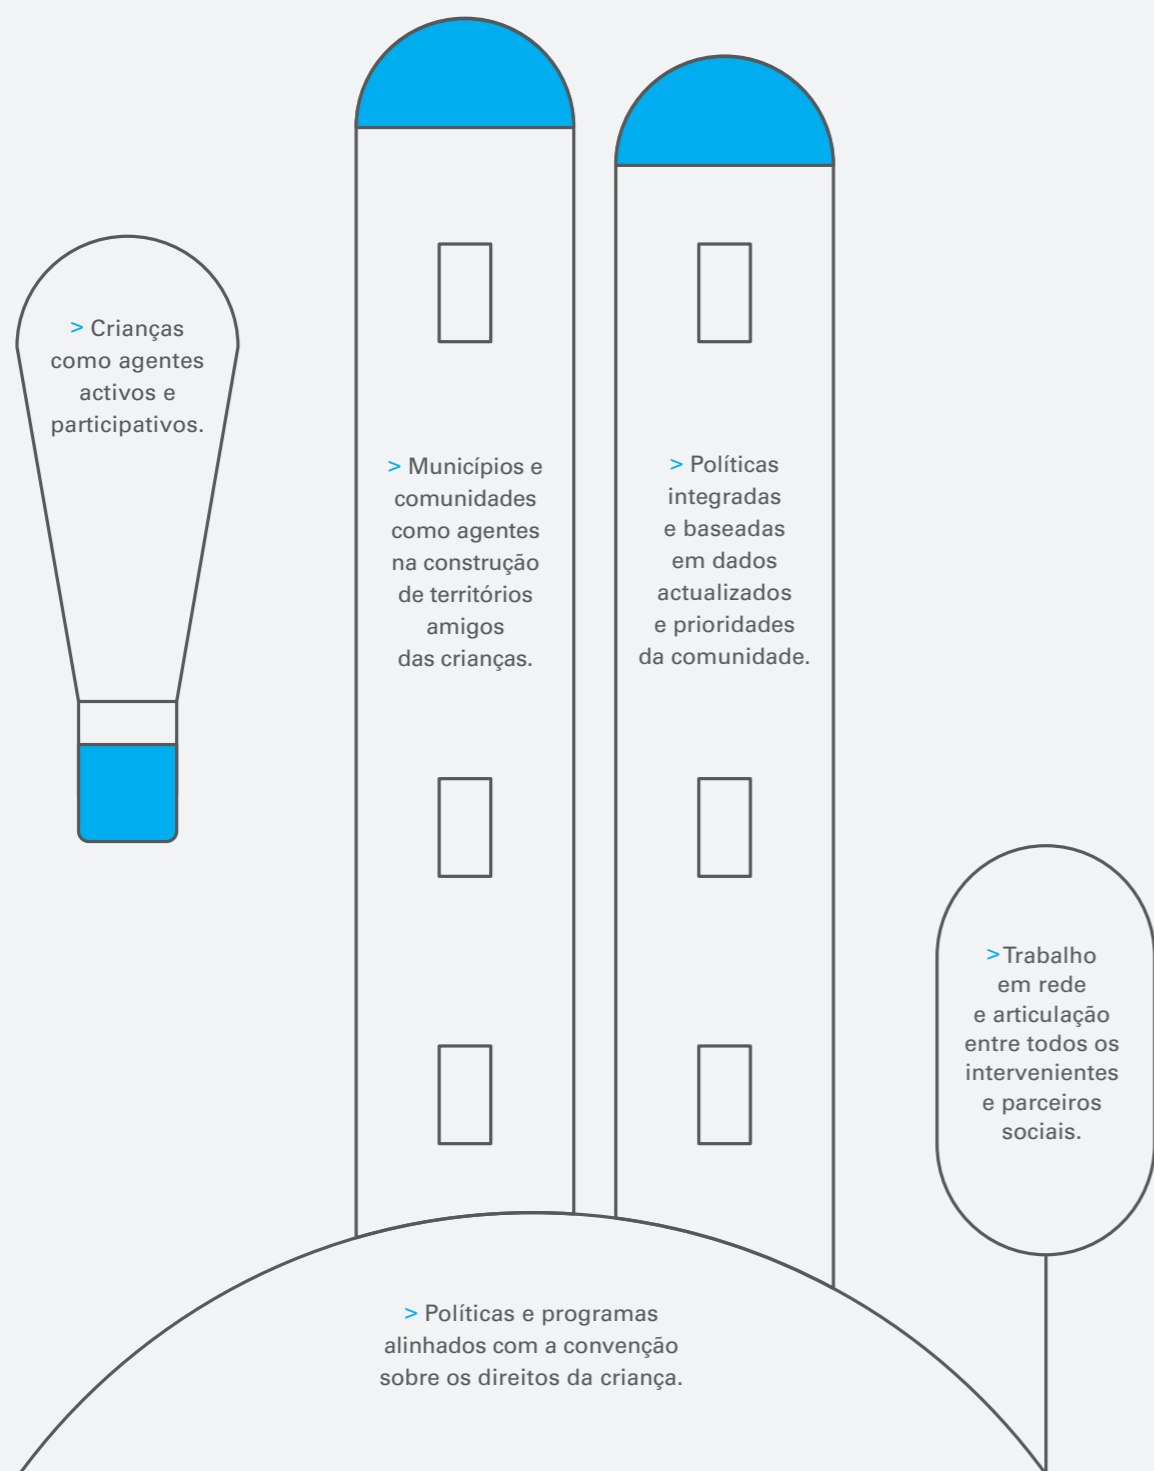 > Crianças
como agentes
activos e
participativos.
> Municípios e
comunidades
como agentes
na construção
de territórios
amigos
das crianças.
> Políticas
integradas
e baseadas
em dados
actualizados
e prioridades
da comunidade.
> Trabalho
em rede
e articulação
entre todos os
intervenientes
e parceiros
sociais.
> Políticas e programas
alinhados com a convenção
sobre os direitos da criança.